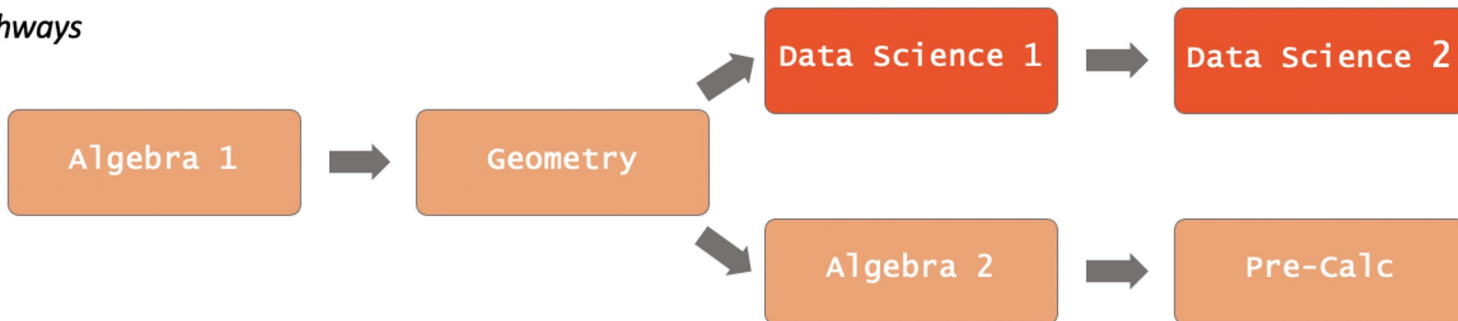 hways
Data Science 1
Data Science 2
Algebra 1
Geometry
Algebra 2
Pre-Calc